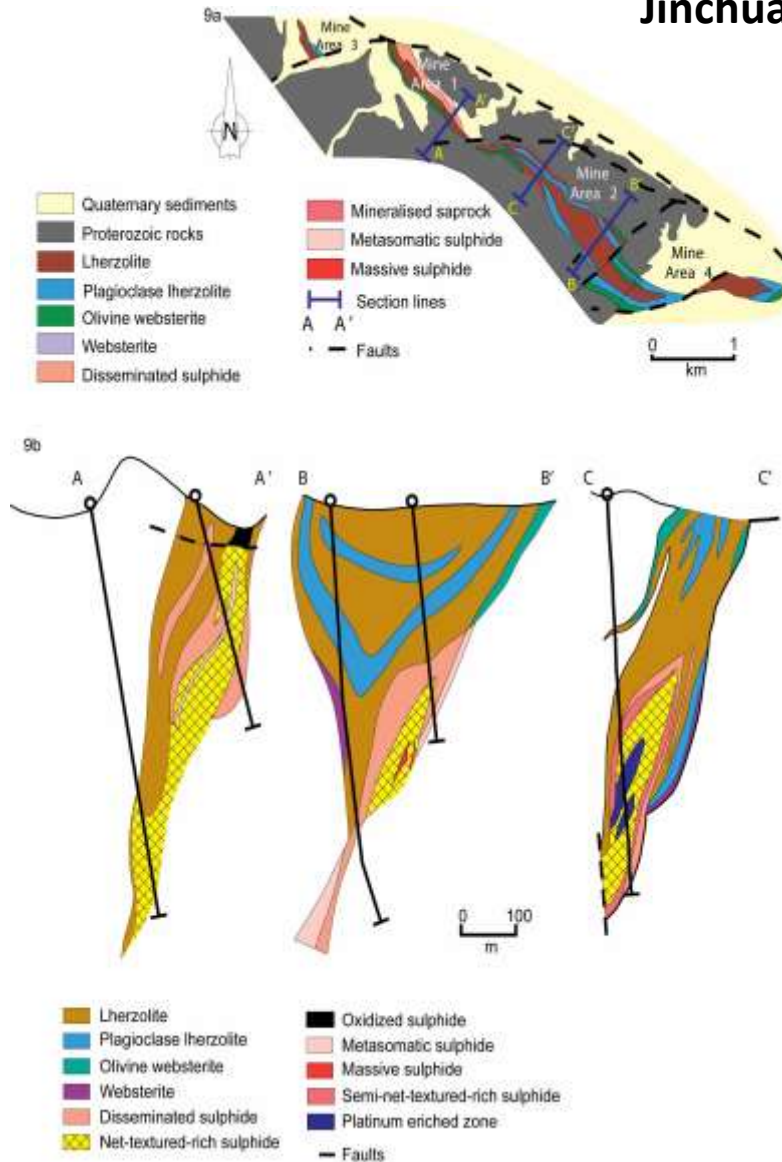 Jinchua
9a
Mine
Area 3
Mine
Area 1
A'
A
N
C'
C
Mine
Area 2
B'
B
Mine
Area 4
Quaternary sediments
Proterozoic rocks
Lherzolite
Plagioclase lherzolite
Olivine websterite
Websterite
Disseminated sulphide
Mineralised saprock
Metasomatic sulphide
Massive sulphide
Section lines
A A'
Faults
0 1
km
9b
A A' B B' C C'
0 100
m
Lherzolite
Plagioclase lherzolite
Olivine websterite
Websterite
Disseminated sulphide
Net-textured-rich sulphide
Oxidized sulphide
Metasomatic sulphide
Massive sulphide
Semi-net-textured-rich sulphide
Platinum enriched zone
Faults